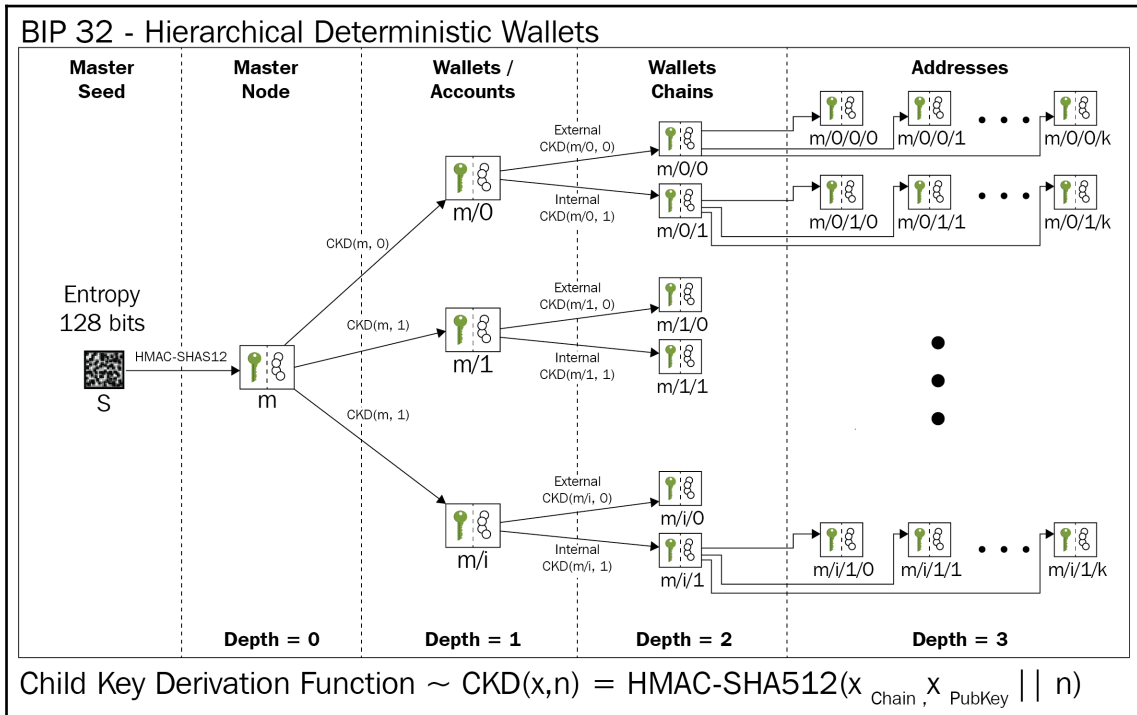 BIP 32 - Hierarchical Deterministic Wallets
Master
Seed
Master
Node
Wallets /
Accounts
Wallets
Chains
Addresses
Entropy
128 bits
S
HMAC-SHAS12
m
CKD(m, 0)
CKD(m, 1)
CKD(m, 1)
m/0
m/1
m/i
External
CKD(m/0, 0)
Internal
CKD(m/0, 1)
External
CKD(m/1, 0)
Internal
CKD(m/1, 1)
External
CKD(m/i, 0)
Internal
CKD(m/i, 1)
m/0/0
m/0/1
m/1/0
m/1/1
m/i/0
m/i/1
m/0/0/0
m/0/0/1
m/0/0/k
m/0/1/0
m/0/1/1
m/0/1/k
m/i/1/0
m/i/1/1
m/i/1/k
Depth = 0
Depth = 1
Depth = 2
Depth = 3
Child Key Derivation Function ~ CKD(x,n) = HMAC-SHA512(x Chain , x PubKey || n)